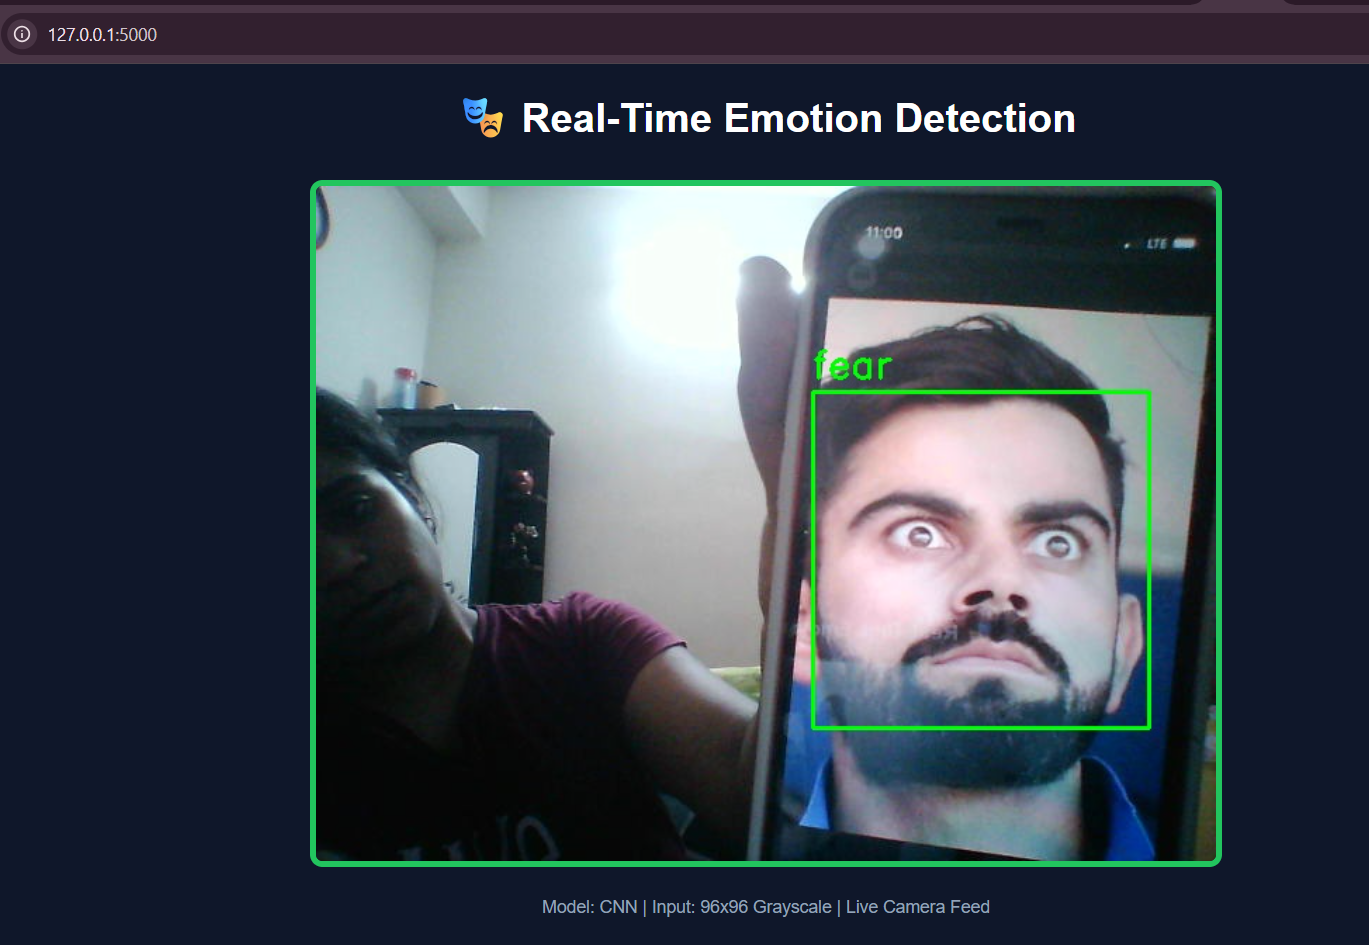 127.0.0.1:5000
Real-Time Emotion Detection
11:00
LTE
fear
Model: CNN | Input: 96x96 Grayscale | Live Camera Feed